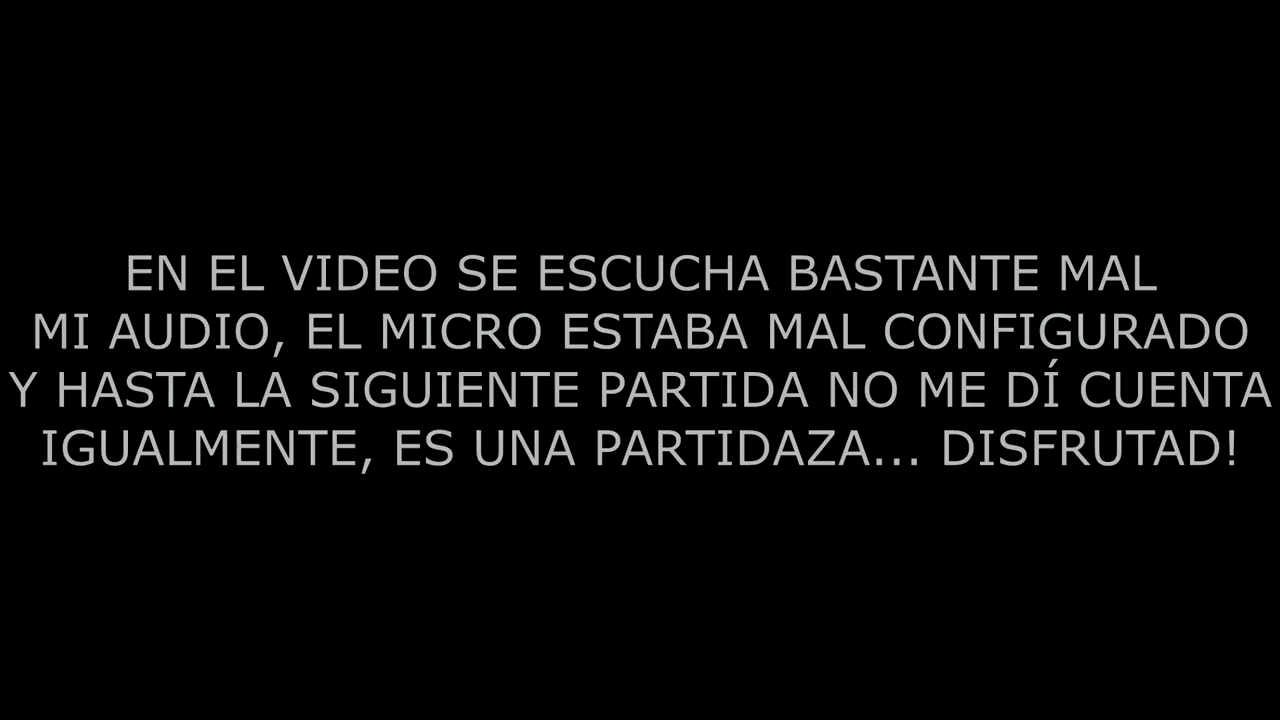 EN EL VIDEO SE ESCUCHA BASTANTE MAL
MI AUDIO, EL MICRO ESTABA MAL CONFIGURADO
Y HASTA LA SIGUIENTE PARTIDA NO ME DÍ CUENTA
IGUALMENTE, ES UNA PARTIDAZA... DISFRUTAD!